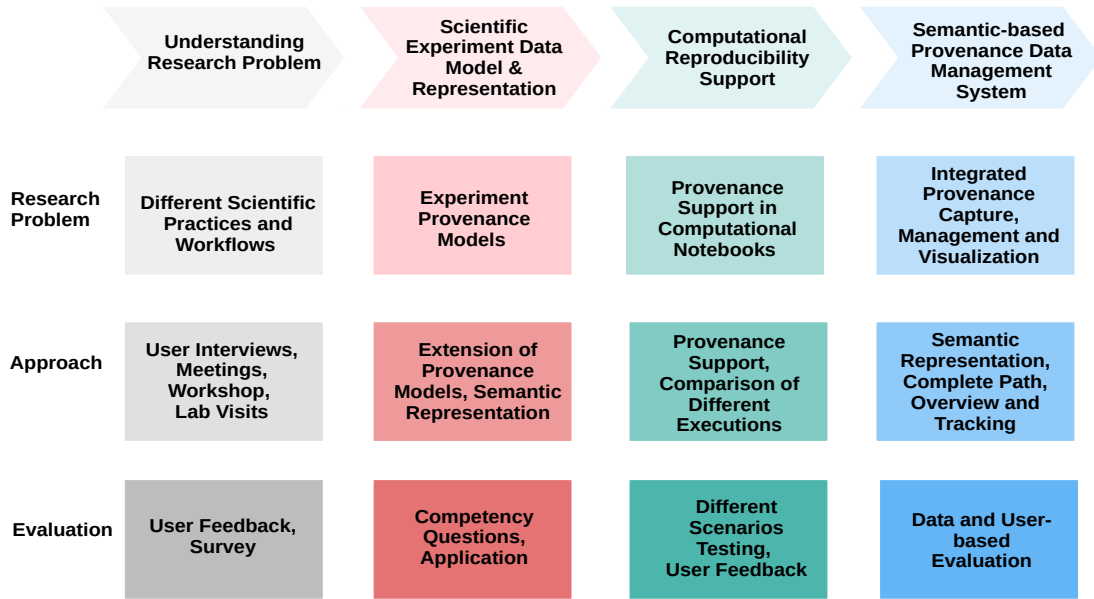 Understanding
Research Problem
Scientific
Experiment Data
Model &
Representation
Computational
Reproducibility
Support
Semantic-based
Provenance Data
Management
System
Research
Problem
Different Scientific
Practices and
Workflows
Experiment
Provenance
Models
Provenance
Support in
Computational
Notebooks
Integrated
Provenance
Capture,
Management and
Visualization
Approach
User Interviews,
Meetings,
Workshop,
Lab Visits
Extension of
Provenance
Models, Semantic
Representation
Provenance
Support,
Comparison of
Different
Executions
Semantic
Representation,
Complete Path,
Overview and
Tracking
Evaluation
User Feedback,
Survey
Competency
Questions,
Application
Different
Scenarios
Testing,
User Feedback
Data and User-
based
Evaluation